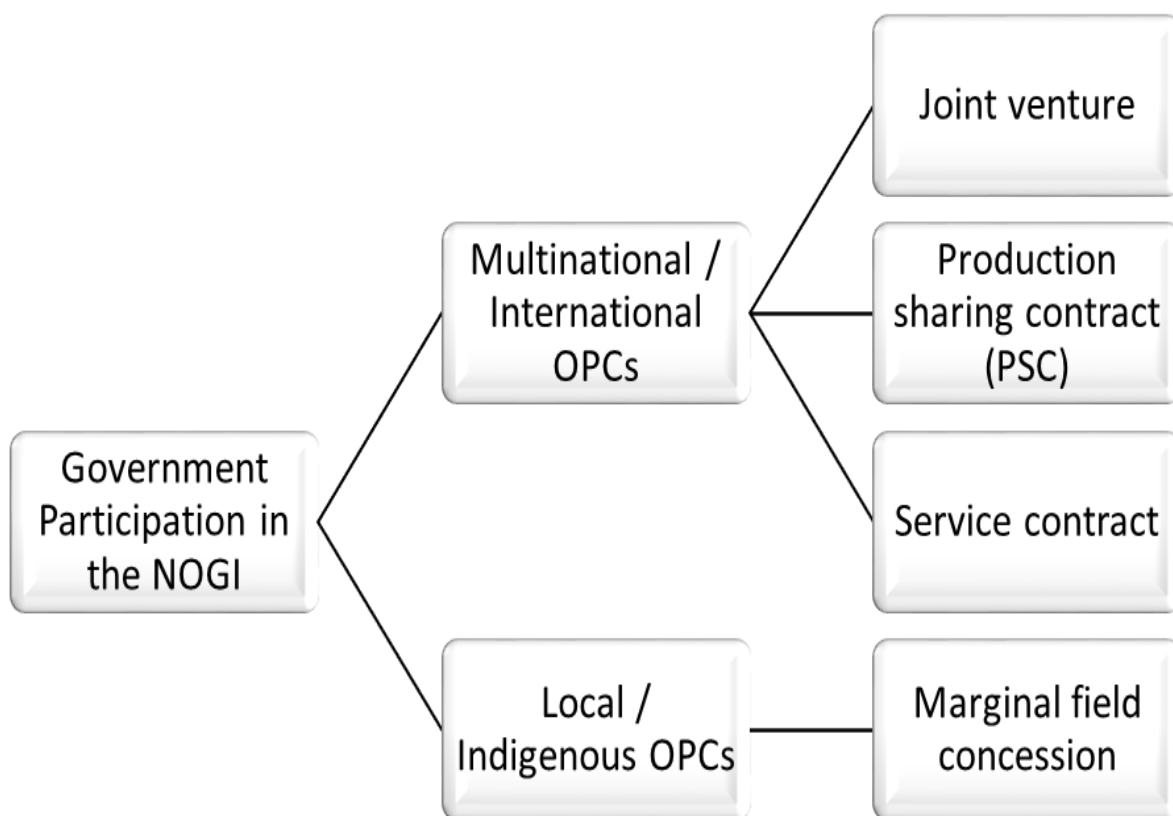 Government
Participation in
the NOGI
Multinational /
International
OPCs
Local /
Indigenous OPCs
Joint venture
Production
sharing contract
(PSC)
Service contract
Marginal field
concession